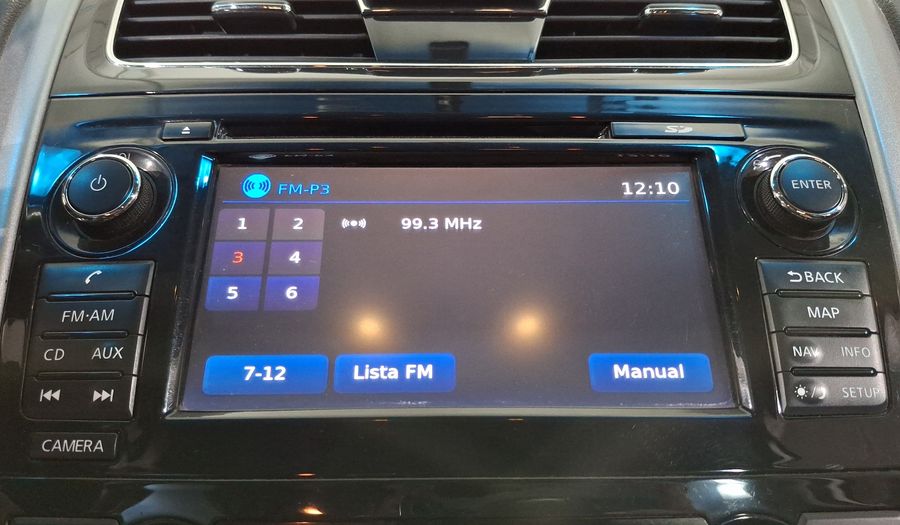 SD
FM-P3 12:10
1 2 99.3 MHz
3 4
5 6
7-12 Lista FM Manual
FM·AM
CD AUX
CAMERA
ENTER
BACK
MAP
NAV INFO
SETUP